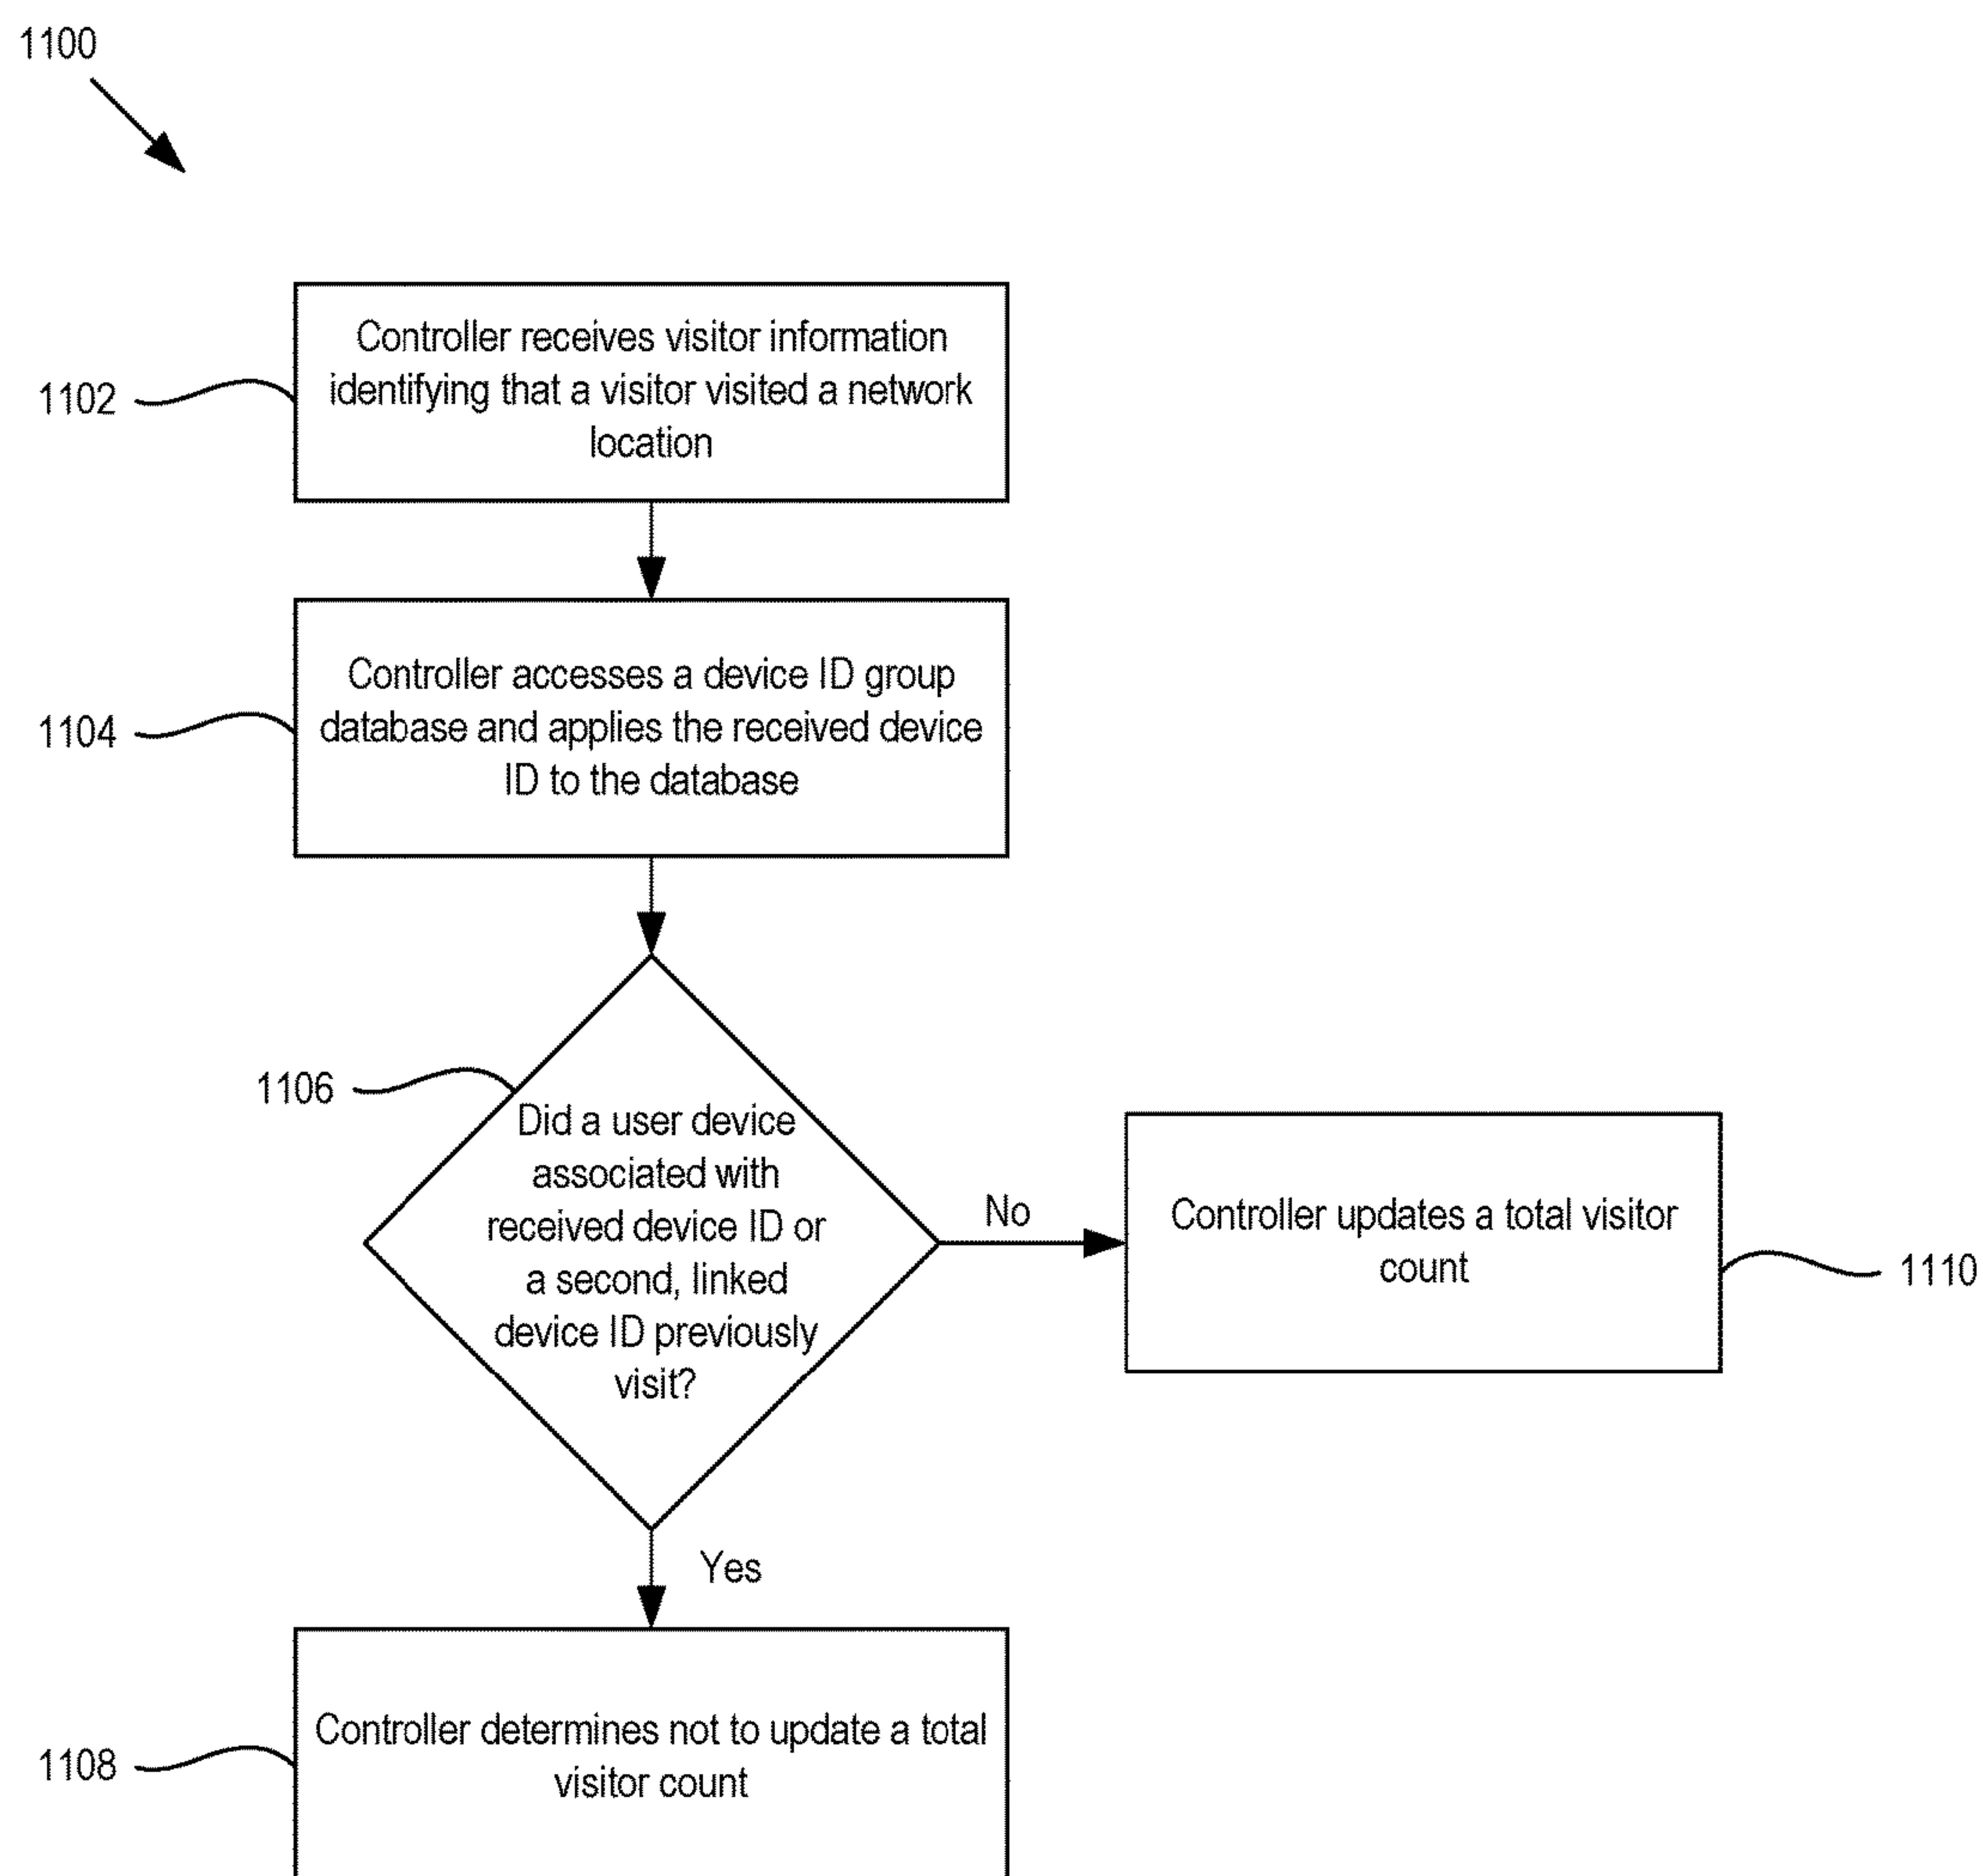 1100
Controller receives visitor information
identifying that a visitor visited a network
location
1102
Controller accesses a device ID group
database and applies the received device
ID to the database
1104
1106
Did a user device
associated with
received device ID or
a second, linked
device ID previously
visit?
No
Controller updates a total visitor
count
1110
Yes
Controller determines not to update a total
visitor count
1108